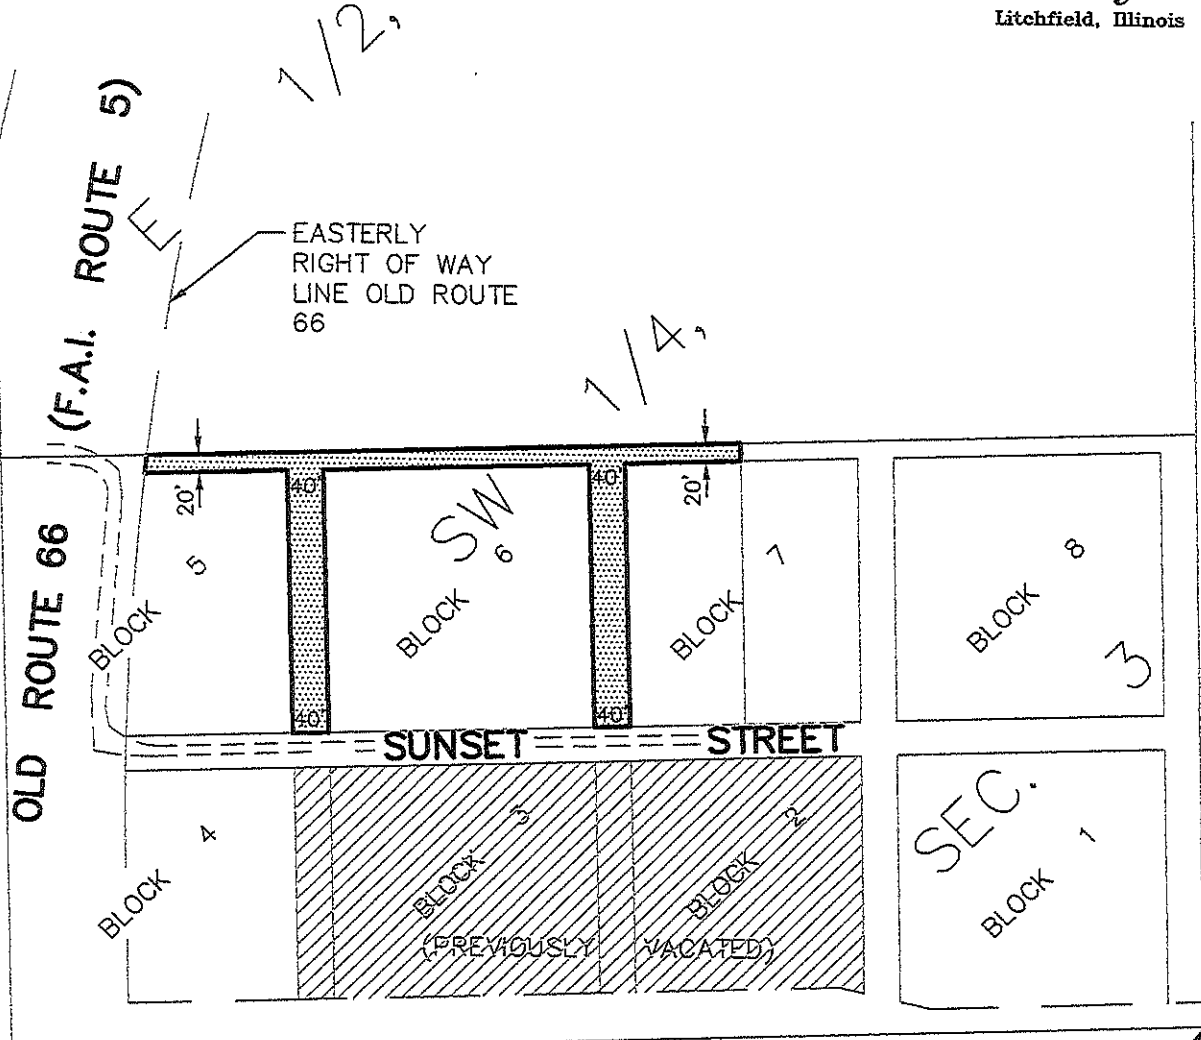 Litchfield, Illinois
1/2,
(F.A.I. ROUTE 5)
E
EASTERLY
RIGHT OF WAY
LINE OLD ROUTE
66
1/4,
20'
40'
40'
20'
SW
OLD ROUTE 66
BLOCK 5
BLOCK 6
BLOCK 7
BLOCK 8
3
40'
40'
SUNSET STREET
SEC.
BLOCK 4
BLOCK 3
BLOCK 2
BLOCK 1
(PREVIOUSLY VACATED)